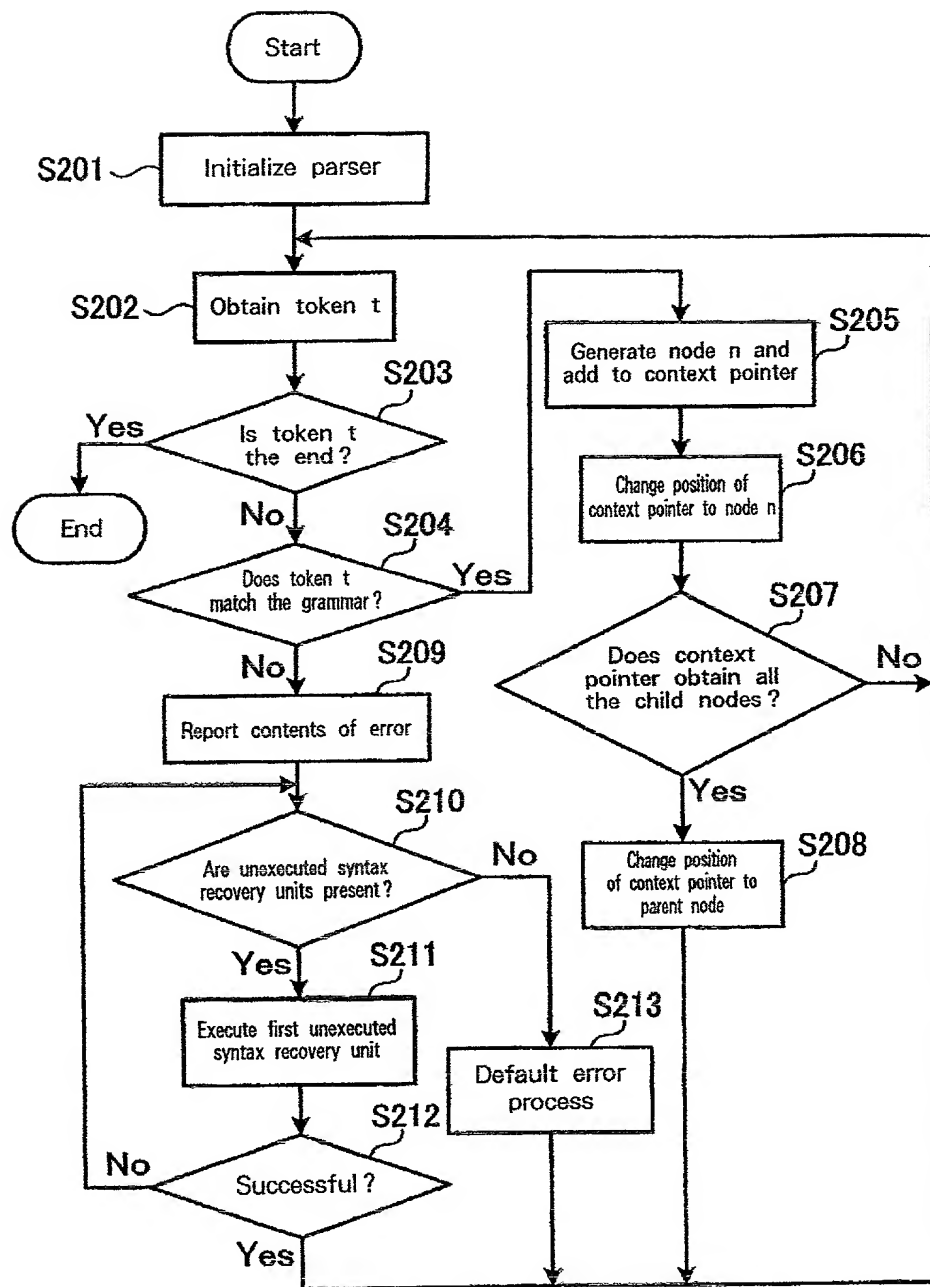 Start
S201
Initialize parser
S202
Obtain token t
S203
Yes
Is token t
the end?
End
No
S204
Does token t
match the grammar?
Yes
S205
Generate node n and
add to context pointer
S206
Change position of
context pointer to node n
S207
Does context
pointer obtain all
the child nodes?
No
Yes
S208
Change position
of context pointer to
parent node
No
S209
Report contents of error
S210
Are unexecuted syntax
recovery units present?
No
Yes
S211
Execute first unexecuted
syntax recovery unit
S213
Default error
process
S212
No
Successful?
Yes